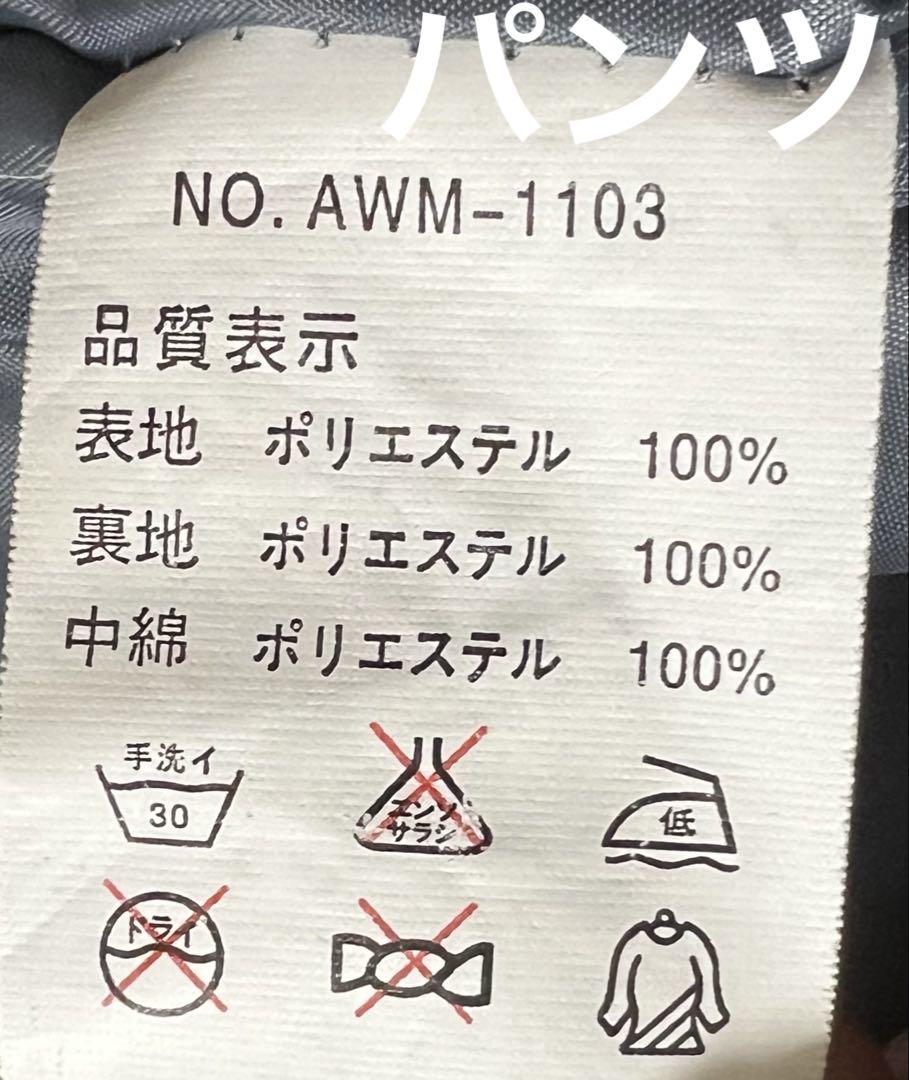 パンツ
NO. AWM-1103
品質表示
表地 ポリエステル 100%
裏地 ポリエステル 100%
中綿 ポリエステル 100%
手洗イ
30
エンソ
サラシ
低
ドライ